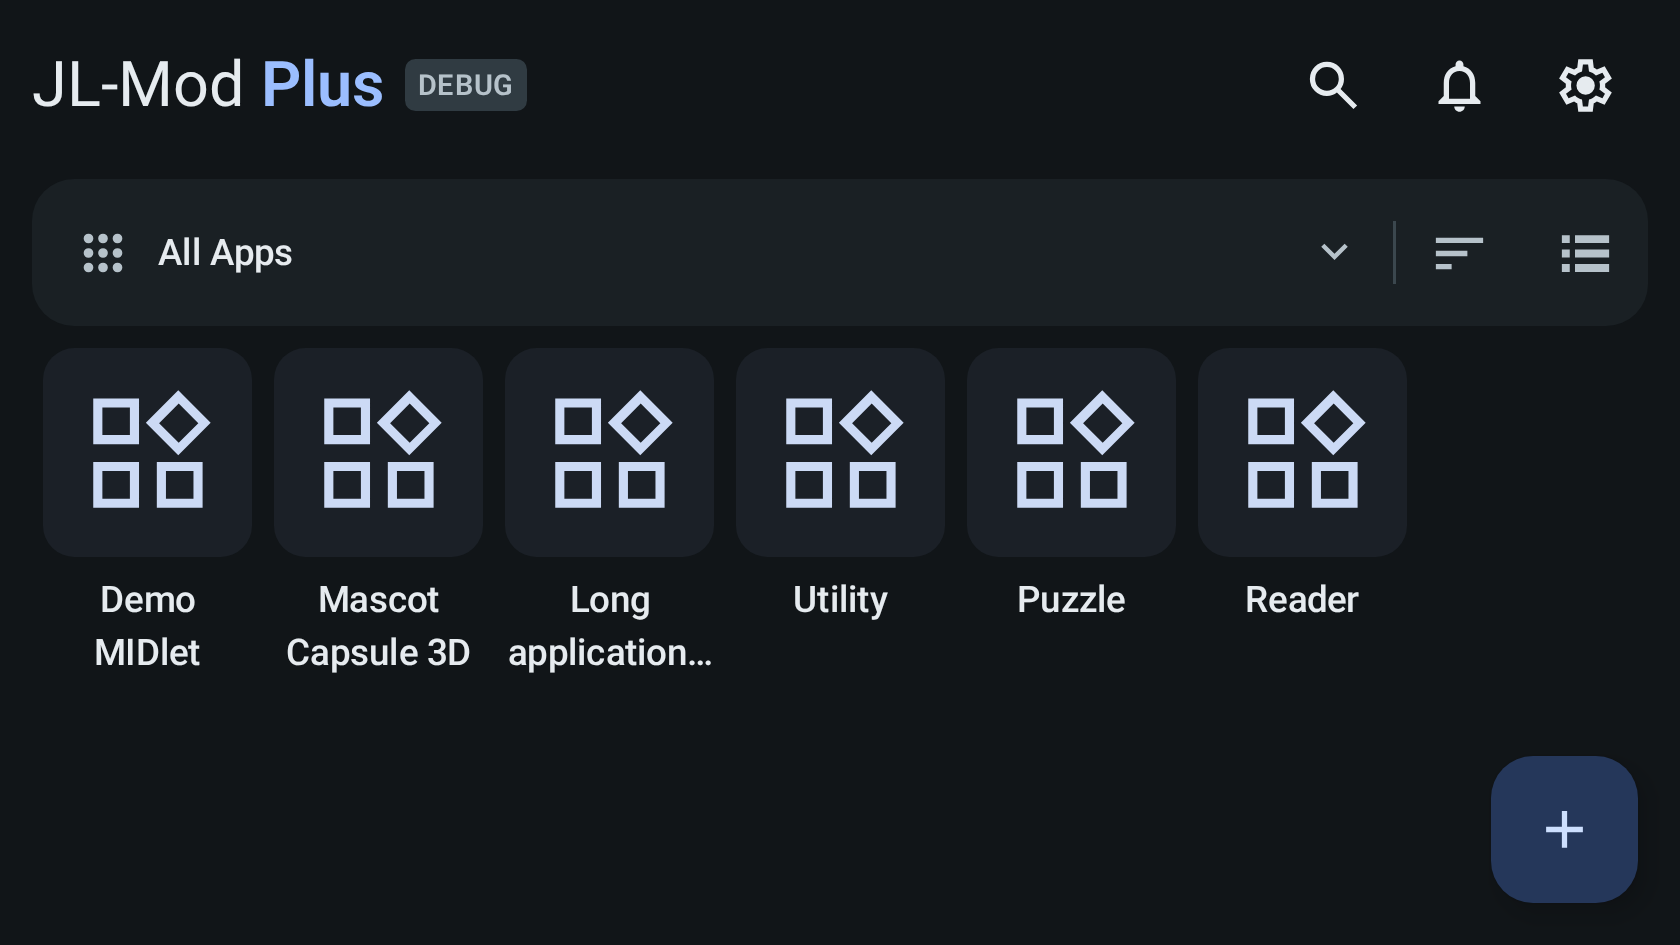 JL-Mod Plus DEBUG
All Apps
Demo
MIDlet
Mascot
Capsule 3D
Long
application...
Utility
Puzzle
Reader